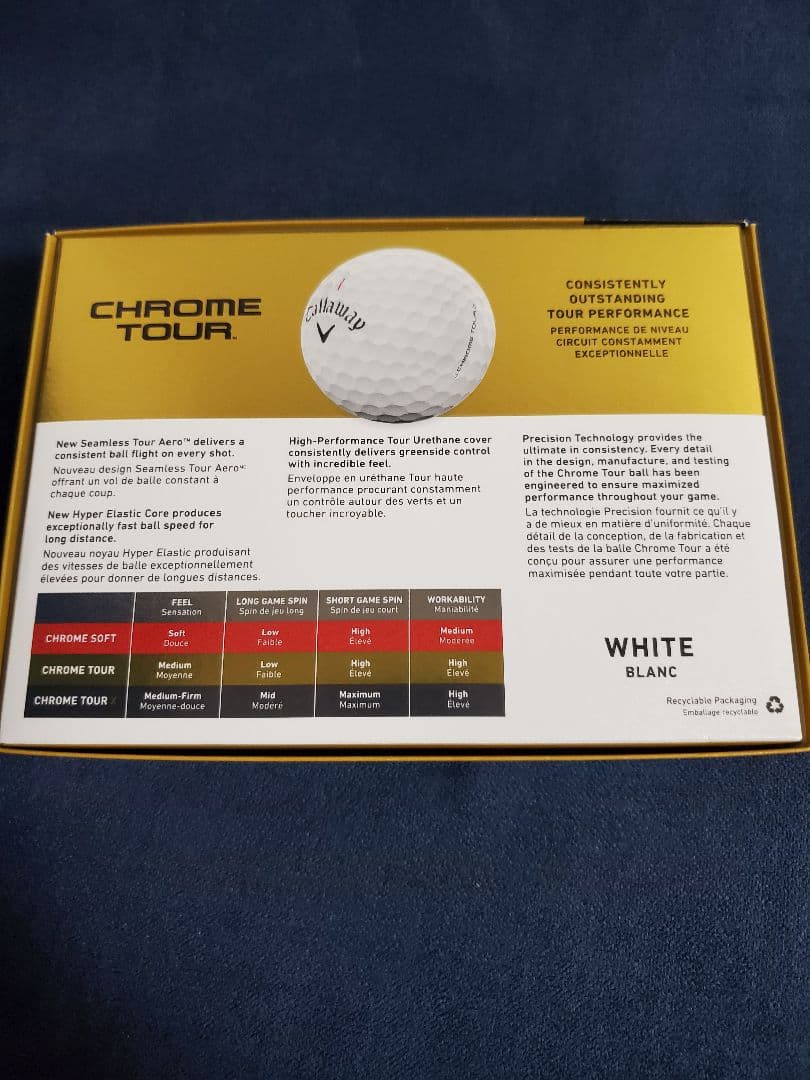 CHROME
TOUR™
Callaway
CHROME TOUR
CONSISTENTLY
OUTSTANDING
TOUR PERFORMANCE
PERFORMANCE DE NIVEAU
CIRCUIT CONSTAMMENT
EXCEPTIONNELLE
New Seamless Tour Aero™ delivers a
consistent ball flight on every shot.
Nouveau design Seamless Tour Aero™
offrant un vol de balle constant à
chaque coup.
New Hyper Elastic Core produces
exceptionally fast ball speed for
long distance.
Nouveau noyau Hyper Elastic produisant
des vitesses de balle exceptionnellement
élevées pour donner de longues distances.
High-Performance Tour Urethane cover
consistently delivers greenside control
with incredible feel.
Enveloppe en uréthane Tour haute
performance procurant constamment
un contrôle autour des verts et un
toucher incroyable.
Precision Technology provides the
ultimate in consistency. Every detail
in the design, manufacture, and testing
of the Chrome Tour ball has been
engineered to ensure maximized
performance throughout your game.
La technologie Precision fournit ce qu'il y
a de mieux en matière d'uniformité. Chaque
détail de la conception, de la fabrication et
des tests de la balle Chrome Tour a été
conçu pour assurer une performance
maximisée pendant toute votre partie.
FEEL LONG GAME SPIN SHORT GAME SPIN WORKABILITY
Sensation Spin de jeu long Spin de jeu court Maniabilité
CHROME SOFT Soft Low High Medium
Douce Faible Élevé Modérée
CHROME TOUR Medium Low High High
Moyenne Faible Élevé Élevé
CHROME TOUR X Medium-Firm Mid Maximum High
Moyenne-douce Modéré Maximum Élevé
WHITE
BLANC
Recyclable Packaging
Emballage recyclable